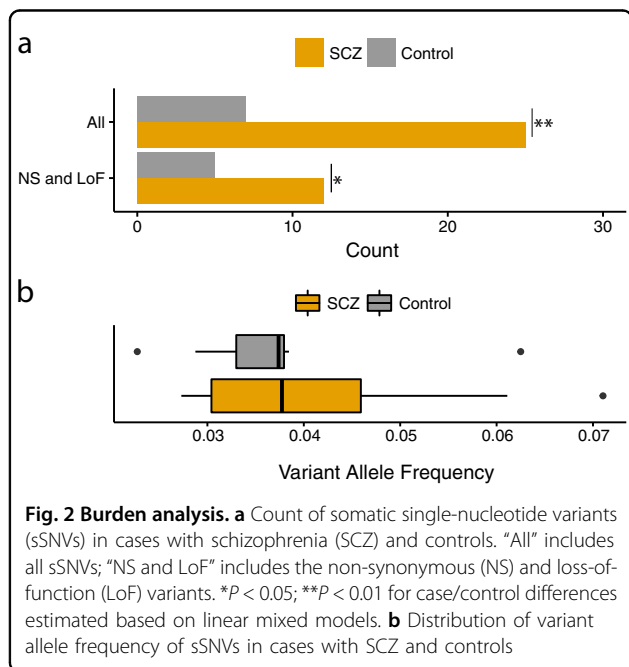 a
SCZ Control
All
**
NS and LoF
*
0 10 20 30
Count
b
SCZ Control
0.03 0.04 0.05 0.06 0.07
Variant Allele Frequency
Fig. 2 Burden analysis. a Count of somatic single-nucleotide variants
(sSNVs) in cases with schizophrenia (SCZ) and controls. “All” includes
all sSNVs; “NS and LoF” includes the non-synonymous (NS) and loss-of-
function (LoF) variants. *P < 0.05; **P < 0.01 for case/control differences
estimated based on linear mixed models. b Distribution of variant
allele frequency of sSNVs in cases with SCZ and controls